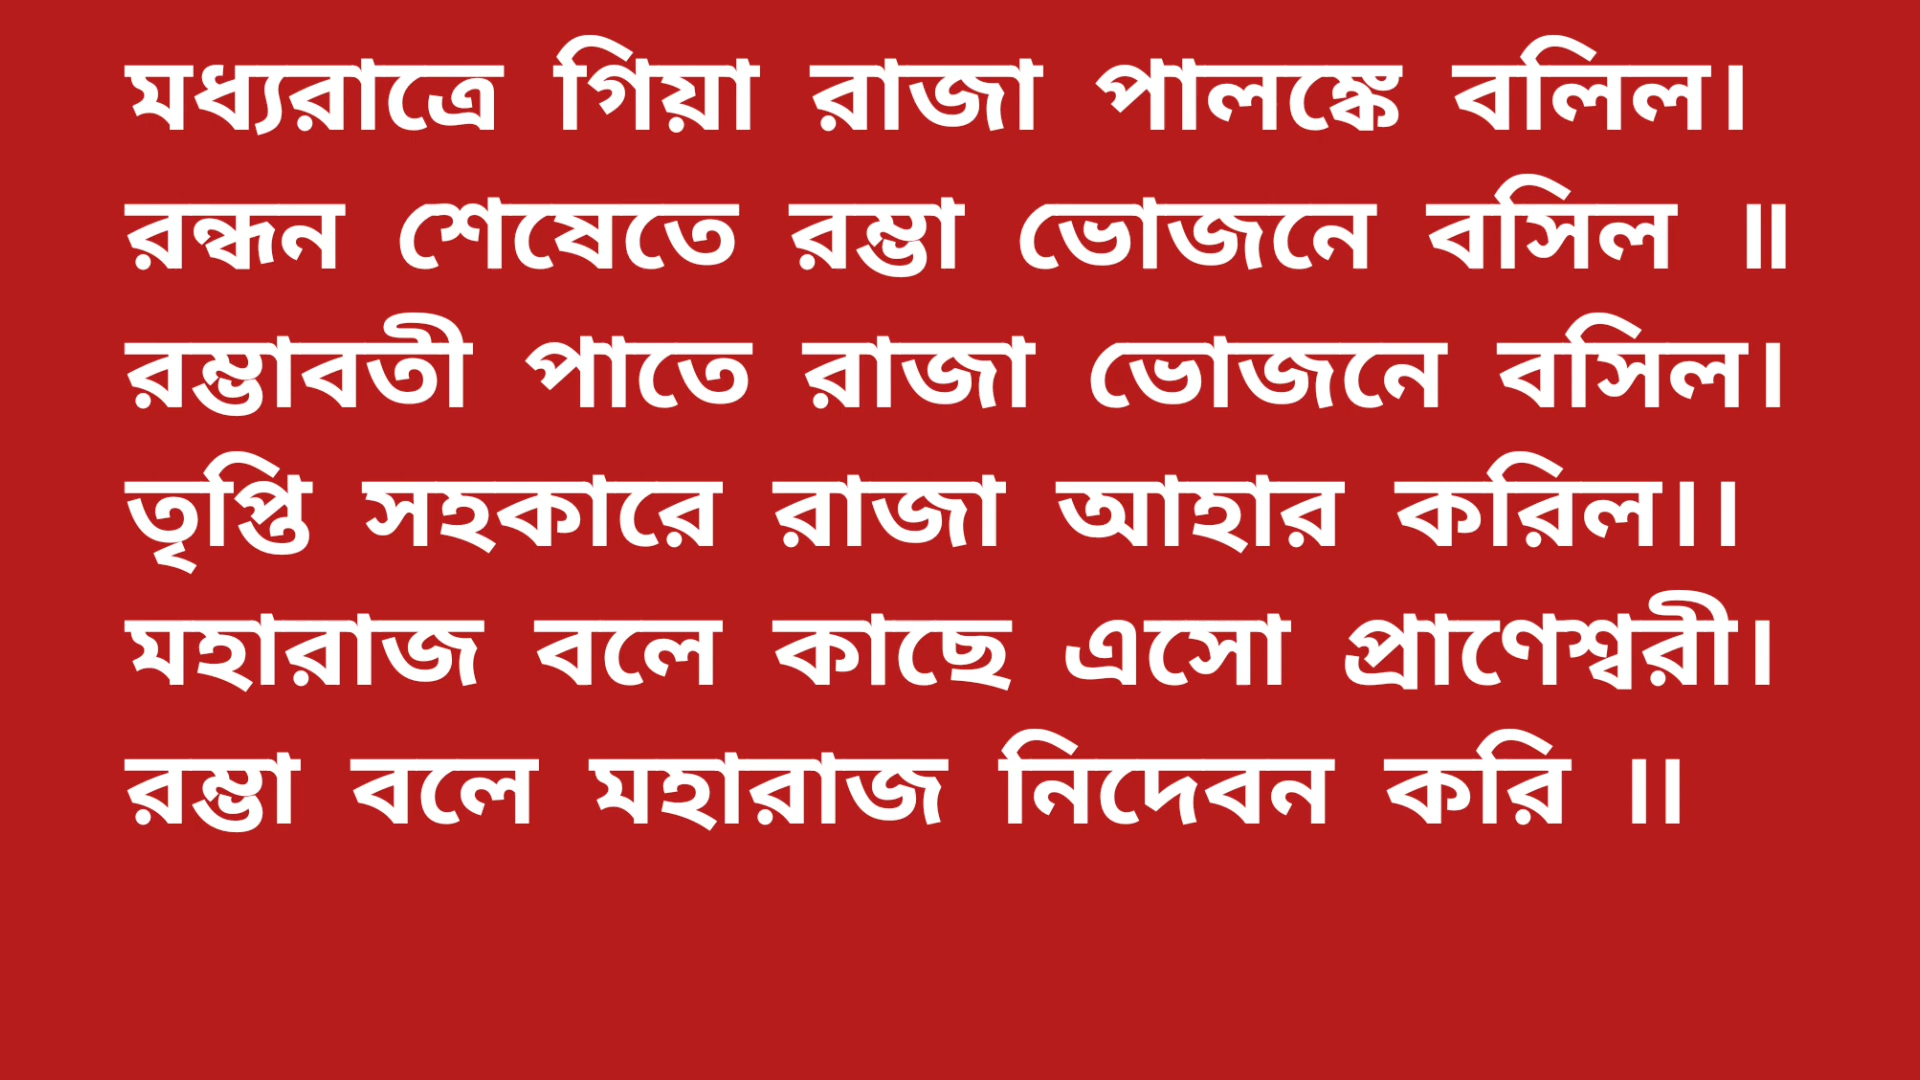 মধ্যরাত্রে গিয়া রাজা পালঙ্কে বলিল।
রন্ধন শেষেতে রম্ভা ভোজনে বসিল ॥
রম্ভাবতী পাতে রাজা ভোজনে বসিল।
তৃপ্তি সহকারে রাজা আহার করিল।।
মহারাজ বলে কাছে এসো প্রাণেশ্বরী।
রম্ভা বলে মহারাজ নিদেবন করি ।।